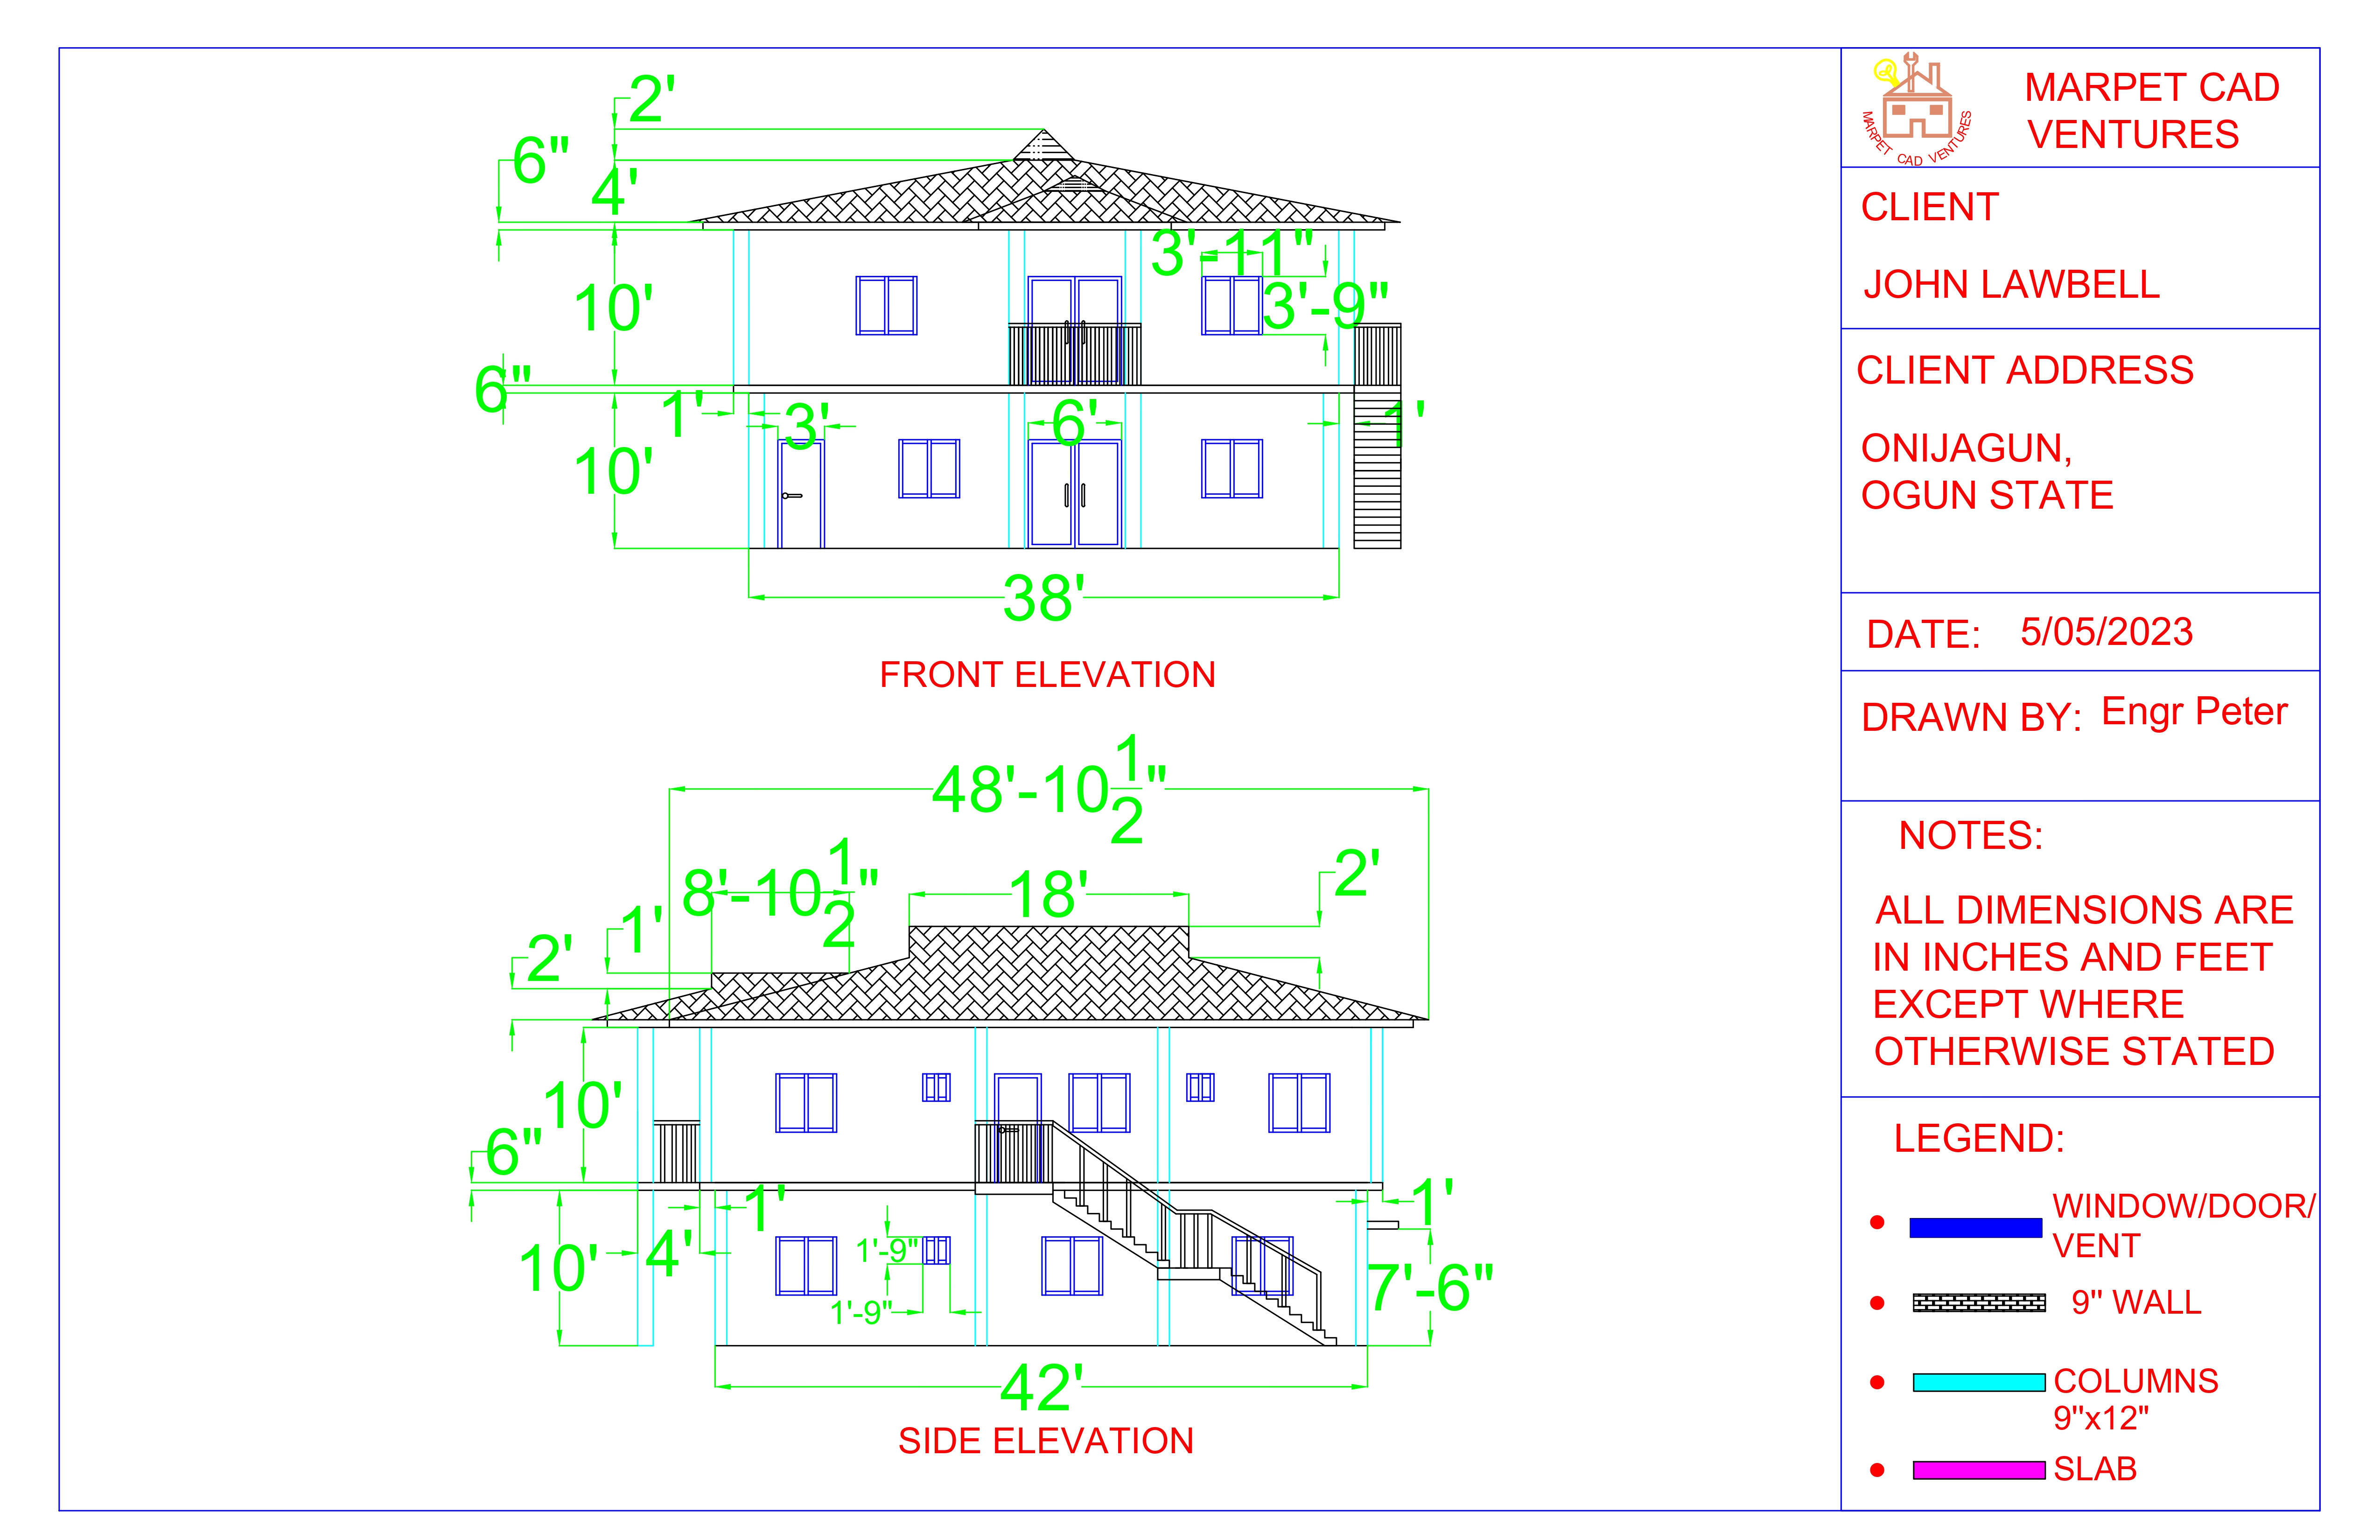 2'
6"
4'
3'-11"
10'
3'-9"
6"
1'
3'
6'
1'
10'
38'
FRONT ELEVATION
48'-10 1/2"
8'-10 1/2"
18'
2'
1'
2'
10'
6"
1'
1'
4'
10'
1'-9"
1'-9"
7'-6"
42'
SIDE ELEVATION
MARPET CAD VENTURES
MARPET CAD
VENTURES
CLIENT
JOHN LAWBELL
CLIENT ADDRESS
ONIJAGUN,
OGUN STATE
DATE: 5/05/2023
DRAWN BY: Engr Peter
NOTES:
ALL DIMENSIONS ARE
IN INCHES AND FEET
EXCEPT WHERE
OTHERWISE STATED
LEGEND:
WINDOW/DOOR/
VENT
9" WALL
COLUMNS
9"x12"
SLAB